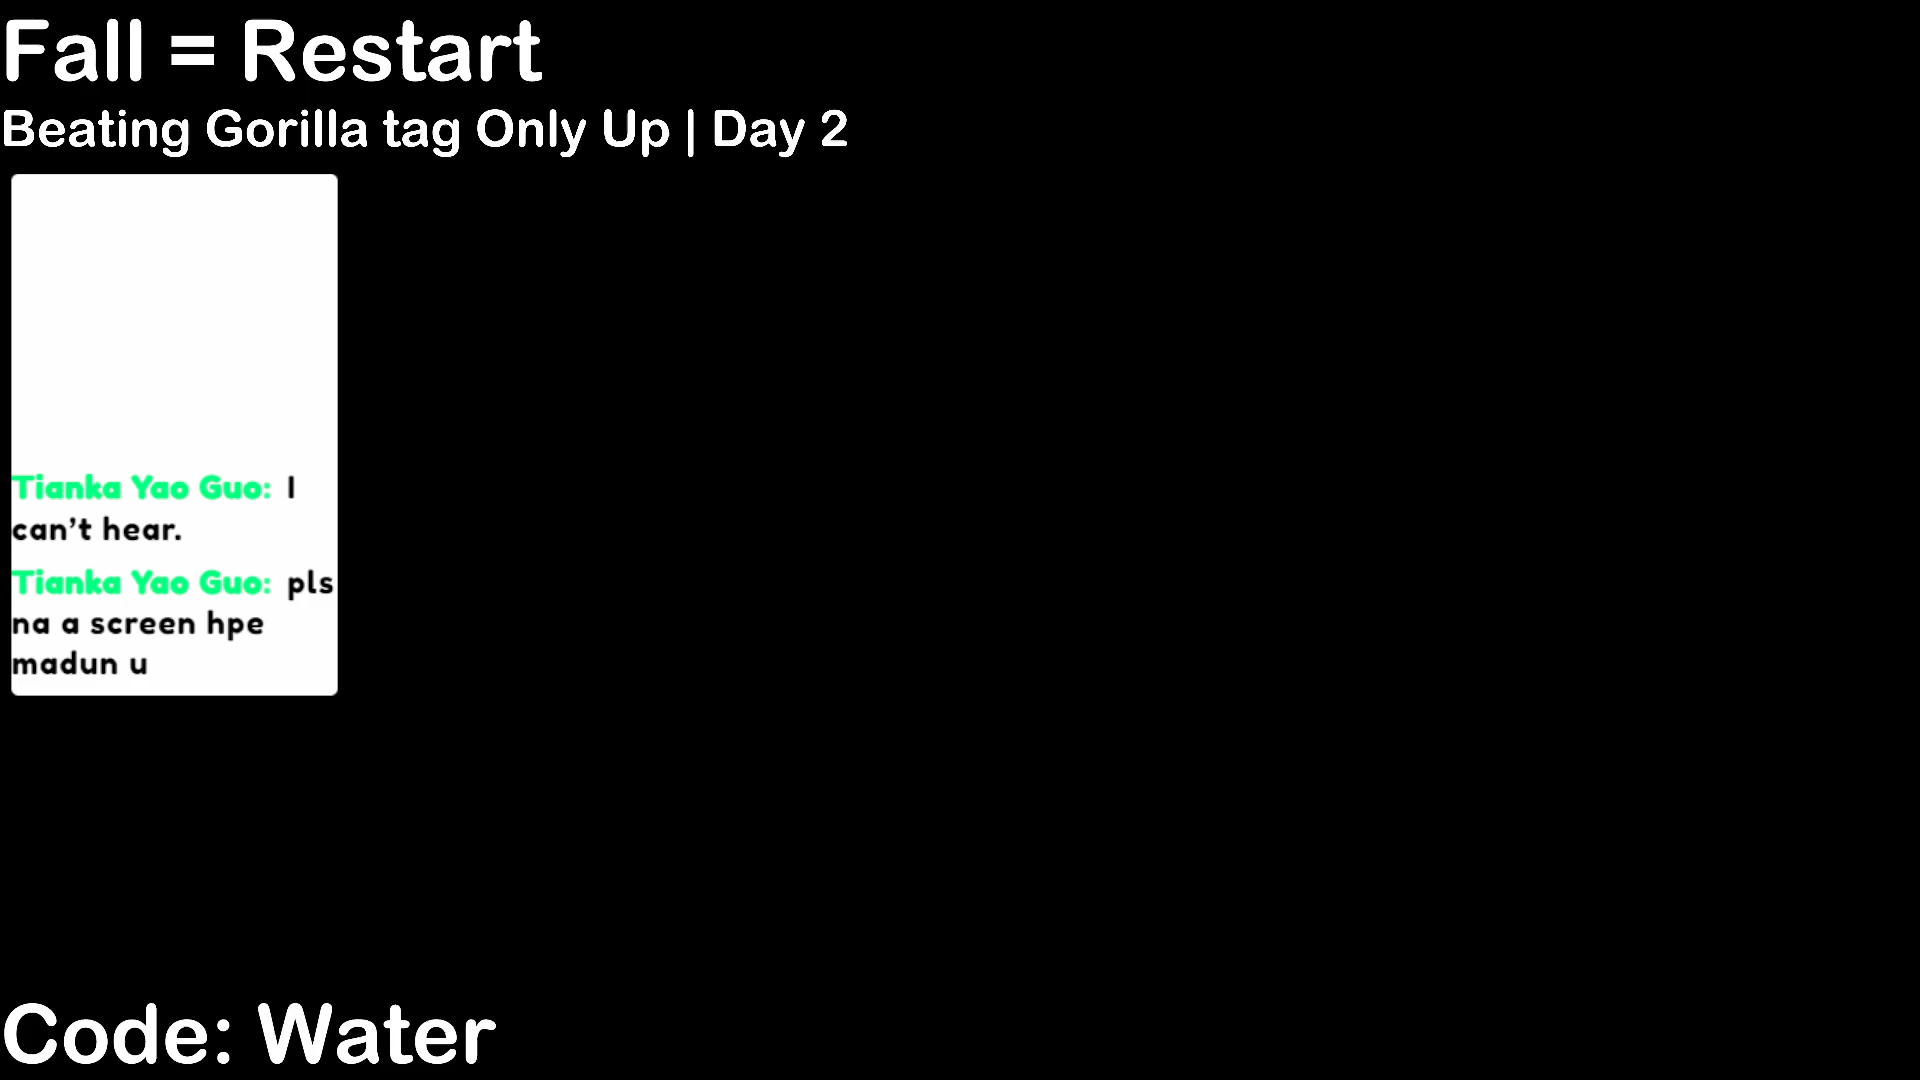 Fall = Restart
Beating Gorilla tag Only Up | Day 2
Tianka Yao Guo: I
can’t hear.
Tianka Yao Guo: pls
na a screen hpe
madun u
Code: Water